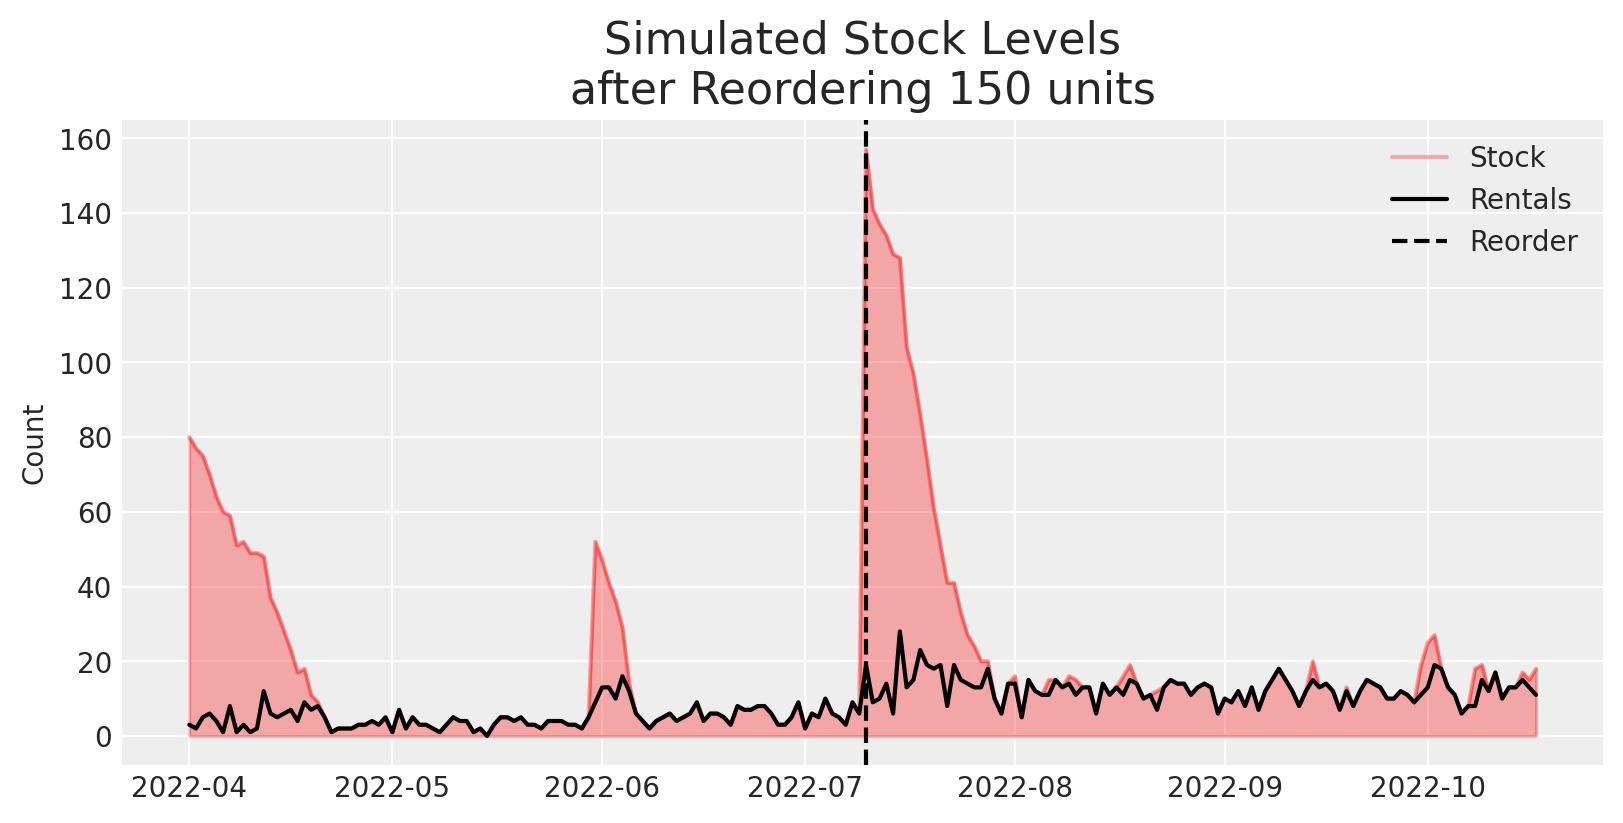 Simulated Stock Levels
after Reordering 150 units
160
140
120
100
80
60
40
20
0
Count
Stock
Rentals
Reorder
2022-04
2022-05
2022-06
2022-07
2022-08
2022-09
2022-10